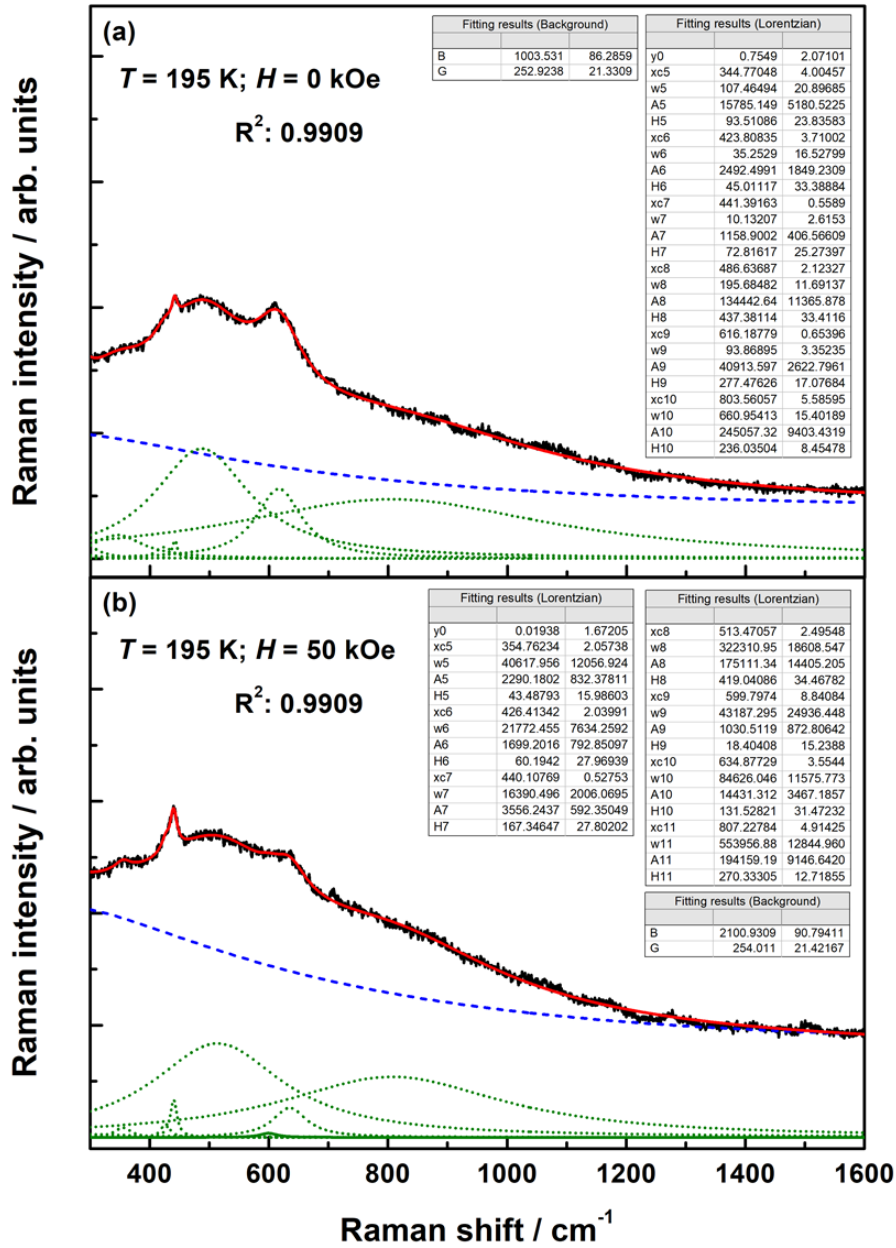 (a)
T = 195 K; H = 0 kOe
R²: 0.9909
Fitting results (Background)
B 1003.531 86.2859
G 252.9238 21.3309
Fitting results (Lorentzian)
y0 0.7549 2.07101
xc5 344.77048 4.00457
w5 107.46494 20.89685
A5 15785.149 5180.5225
H5 93.51086 23.83583
xc6 423.80835 3.71002
w6 35.2529 16.52799
A6 2492.4991 1849.2309
H6 45.01117 33.38884
xc7 441.39163 0.5589
w7 10.13207 2.6153
A7 1158.9002 406.56609
H7 72.81617 25.27397
xc8 486.63687 2.12327
w8 195.68482 11.69137
A8 134442.64 11365.878
H8 437.38114 33.4116
xc9 616.18779 0.65396
w9 93.86895 3.35235
A9 40913.597 2622.7961
H9 277.47626 17.07684
xc10 803.56057 5.58595
w10 660.95413 15.40189
A10 245057.32 9403.4319
H10 236.03504 8.45478
Raman intensity / arb. units
(b)
T = 195 K; H = 50 kOe
R²: 0.9909
Fitting results (Lorentzian)
y0 0.01938 1.67205
xc5 354.76234 2.05738
w5 40617.956 12056.924
A5 2290.1802 832.37811
H5 43.48793 15.98603
xc6 426.41342 2.03991
w6 21772.455 7634.2592
A6 1699.2016 792.85097
H6 60.1942 27.96939
xc7 440.10769 0.52753
w7 16390.496 2006.0695
A7 3556.2437 592.35049
H7 167.34647 27.80202
Fitting results (Lorentzian)
xc8 513.47057 2.49548
w8 322310.95 18608.547
A8 175111.34 14405.205
H8 419.04086 34.46782
xc9 599.7974 8.84084
w9 43187.295 24936.448
A9 1030.5119 872.80642
H9 18.40408 15.2388
xc10 634.87729 3.5544
w10 84626.046 11575.773
A10 14431.312 3467.1857
H10 131.52821 31.47232
xc11 807.22784 4.91425
w11 553956.88 12844.960
A11 194159.19 9146.6420
H11 270.33305 12.71855
Fitting results (Background)
B 2100.9309 90.79411
G 254.011 21.42167
Raman intensity / arb. units
400 600 800 1000 1200 1400 1600
Raman shift / cm⁻¹